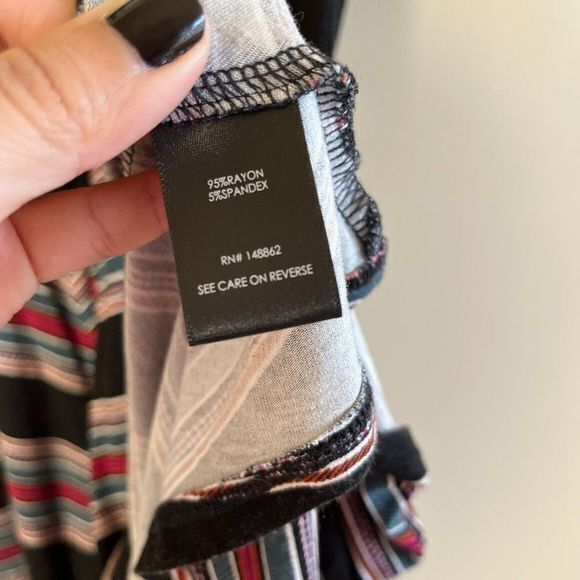 95%RAYON
5%SPANDEX
RN# 148862
SEE CARE ON REVERSE